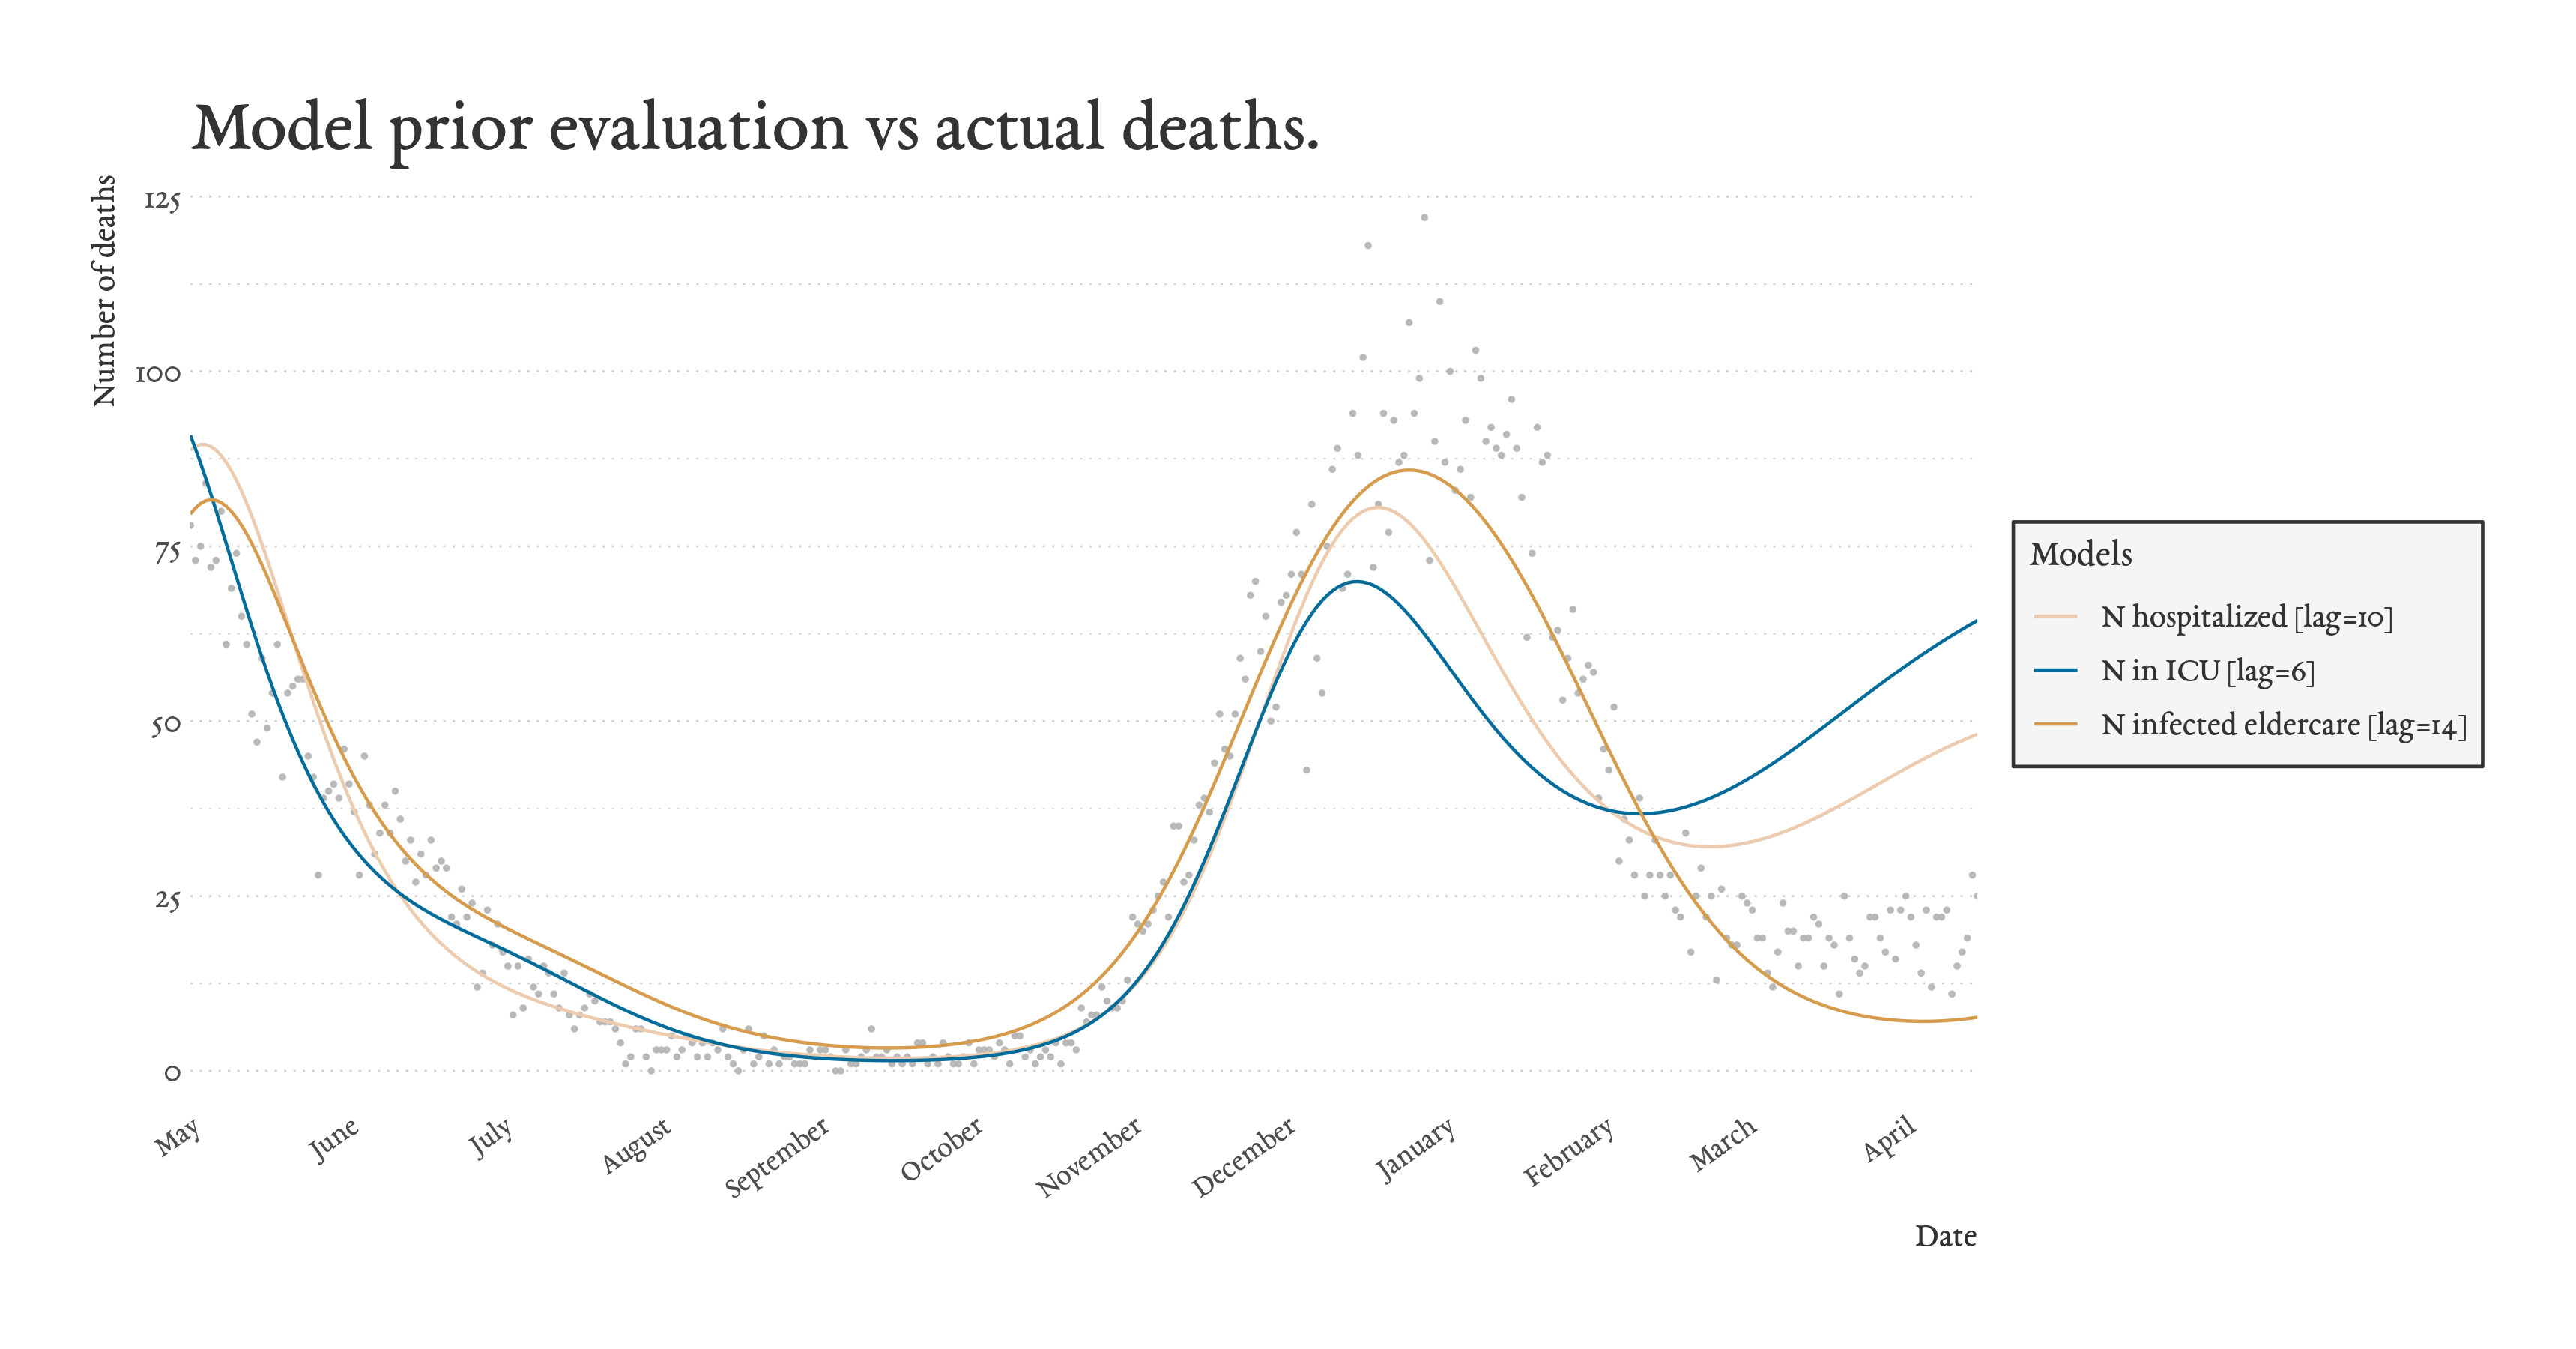 Model prior evaluation vs actual deaths.
Number of deaths
125
100
75
50
25
0
May
June
July
August
September
October
November
December
January
February
March
April
Date
Models
N hospitalized [lag=10]
N in ICU [lag=6]
N infected eldercare [lag=14]